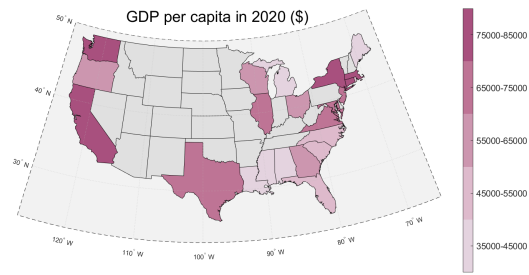 GDP per capita in 2020 ($)
50° N
40° N
30° N
120° W
110° W
100° W
90° W
80° W
70° W
75000-85000
65000-75000
55000-65000
45000-55000
35000-45000